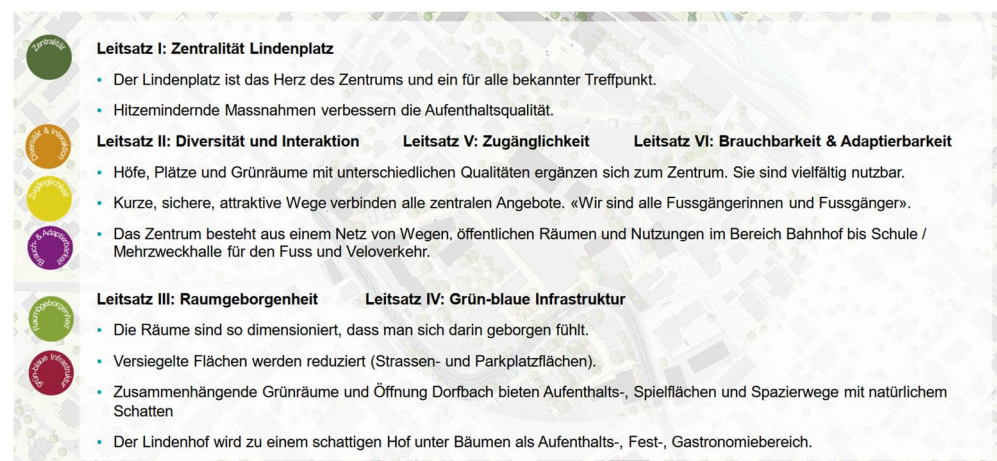 Zentralität
Leitsatz I: Zentralität Lindenplatz
▪ Der Lindenplatz ist das Herz des Zentrums und ein für alle bekannter Treffpunkt.
▪ Hitzemindernde Massnahmen verbessern die Aufenthaltsqualität.
Diversität & Interaktion
Leitsatz II: Diversität und Interaktion Leitsatz V: Zugänglichkeit Leitsatz VI: Brauchbarkeit & Adaptierbarkeit
▪ Höfe, Plätze und Grünräume mit unterschiedlichen Qualitäten ergänzen sich zum Zentrum. Sie sind vielfältig nutzbar.
Zugänglichkeit
▪ Kurze, sichere, attraktive Wege verbinden alle zentralen Angebote. «Wir sind alle Fussgängerinnen und Fussgänger».
Brauch- & Adaptierbarkeit
▪ Das Zentrum besteht aus einem Netz von Wegen, öffentlichen Räumen und Nutzungen im Bereich Bahnhof bis Schule /
Mehrzweckhalle für den Fuss und Veloverkehr.
Raumgeborgenheit
Leitsatz III: Raumgeborgenheit Leitsatz IV: Grün-blaue Infrastruktur
▪ Die Räume sind so dimensioniert, dass man sich darin geborgen fühlt.
grün-blaue Infrastruktur
▪ Versiegelte Flächen werden reduziert (Strassen- und Parkplatzflächen).
▪ Zusammenhängende Grünräume und Öffnung Dorfbach bieten Aufenthalts-, Spielflächen und Spazierwege mit natürlichem
Schatten
▪ Der Lindenhof wird zu einem schattigen Hof unter Bäumen als Aufenthalts-, Fest-, Gastronomiebereich.